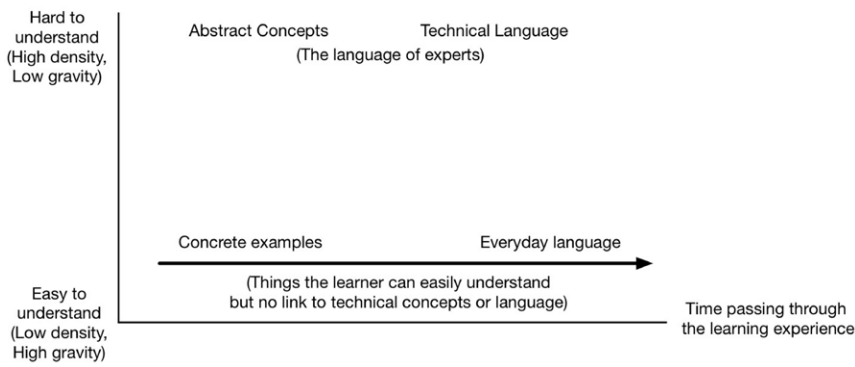 Hard to
understand
(High density,
Low gravity)
Abstract Concepts
Technical Language
(The language of experts)
Concrete examples
Everyday language
(Things the learner can easily understand
but no link to technical concepts or language)
Easy to
understand
(Low density,
High gravity)
Time passing through
the learning experience